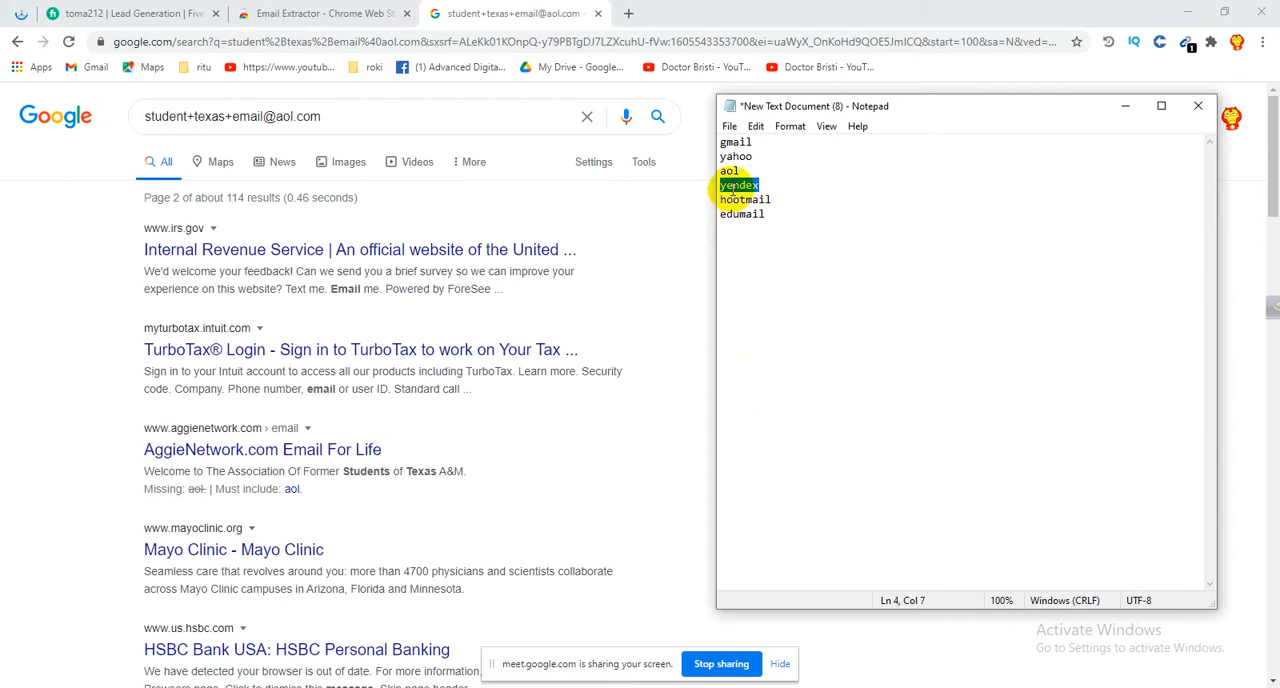 toma212 | Lead Generation | Five
Email Extractor - Chrome Web St
student+texas+email@aol.com -
google.com/search?q=student%2Btexas%2Bemail%40aol.com&sxsrf=ALeKk01KOnpQ-y79PBTgDJ7LZXcuhU-fVw:1605543353700&ei=uaWyX_OnKoHd9QOE5JmICQ&start=100&sa=N&ved=...
Apps Gmail Maps ritu https://www.youtub... roki (1) Advanced Digita... My Drive - Google... Doctor Bristi - YouT... Doctor Bristi - YouT...
Google
student+texas+email@aol.com
All Maps News Images Videos More Settings Tools
Page 2 of about 114 results (0.46 seconds)
www.irs.gov
Internal Revenue Service | An official website of the United ...
We'd welcome your feedback! Can we send you a brief survey so we can improve your
experience on this website? Text me. Email me. Powered by ForeSee ...
myturbotax.intuit.com
TurboTax® Login - Sign in to TurboTax to work on Your Tax ...
Sign in to your Intuit account to access all our products including TurboTax. Learn more. Security
code. Company. Phone number, email or user ID. Standard call ...
www.aggienetwork.com › email
AggieNetwork.com Email For Life
Welcome to The Association Of Former Students of Texas A&M.
Missing: aol. | Must include: aol.
www.mayoclinic.org
Mayo Clinic - Mayo Clinic
Seamless care that revolves around you: more than 4700 physicians and scientists collaborate
across Mayo Clinic campuses in Arizona, Florida and Minnesota.
www.us.hsbc.com
HSBC Bank USA: HSBC Personal Banking
We have detected your browser is out of date. For more information,
*New Text Document (8) - Notepad
File Edit Format View Help
gmail
yahoo
aol
yendex
hootmail
edumail
Ln 4, Col 7 100% Windows (CRLF) UTF-8
Activate Windows
Go to Settings to activate Windows.
meet.google.com is sharing your screen. Stop sharing Hide